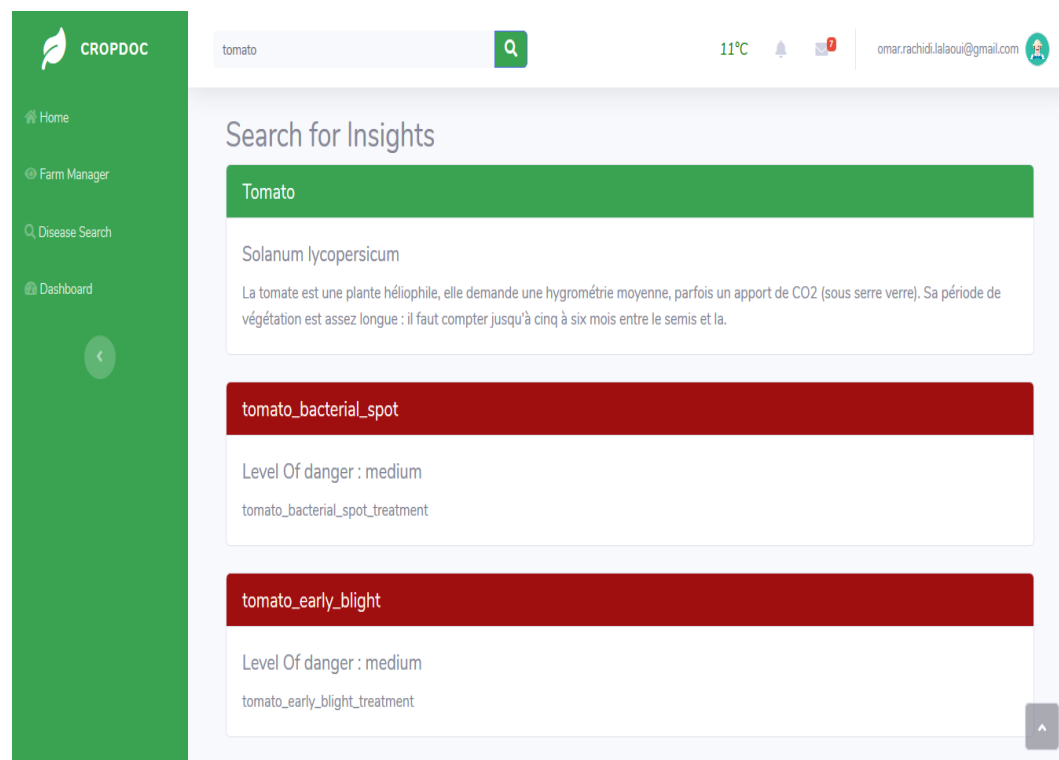 CROPDOC
tomato
11°C
7
omar.rachidi.lalaoui@gmail.com
Home
Farm Manager
Disease Search
Dashboard
Search for Insights
Tomato
Solanum lycopersicum
La tomate est une plante héliophile, elle demande une hygrométrie moyenne, parfois un apport de CO2 (sous serre verre). Sa période de
végétation est assez longue : il faut compter jusqu'à cinq à six mois entre le semis et la.
tomato_bacterial_spot
Level Of danger : medium
tomato_bacterial_spot_treatment
tomato_early_blight
Level Of danger : medium
tomato_early_blight_treatment